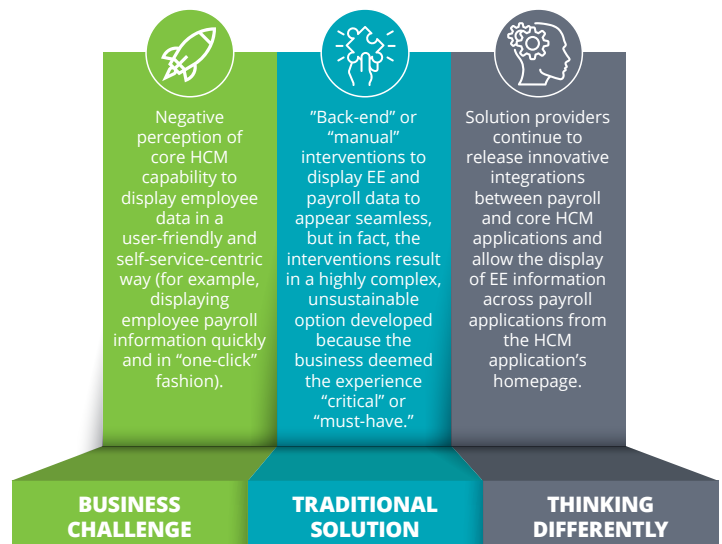 Negative
perception of
core HCM
capability to
display employee
data in a
user-friendly and
self-service-centric
way (for example,
displaying
employee payroll
information quickly
and in “one-click”
fashion).
”Back-end” or
“manual”
interventions to
display EE and
payroll data to
appear seamless,
but in fact, the
interventions result
in a highly complex,
unsustainable
option developed
because the
business deemed
the experience
“critical” or
“must-have.”
Solution providers
continue to
release innovative
integrations
between payroll
and core HCM
applications and
allow the display
of EE information
across payroll
applications from
the HCM
application’s
homepage.
BUSINESS
CHALLENGE
TRADITIONAL
SOLUTION
THINKING
DIFFERENTLY